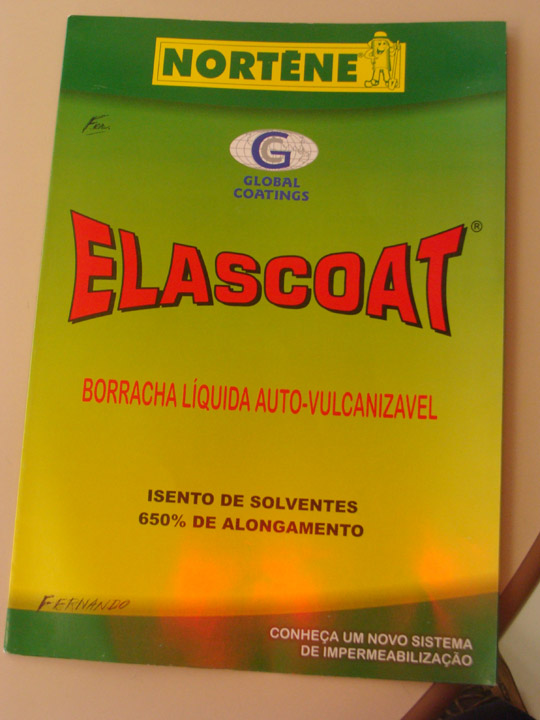 NORTÈNE
GLOBAL
COATINGS
ELASCOAT®
BORRACHA LÍQUIDA AUTO-VULCANIZAVEL
ISENTO DE SOLVENTES
650% DE ALONGAMENTO
FERNANDO
CONHEÇA UM NOVO SISTEMA
DE IMPERMEABILIZAÇÃO